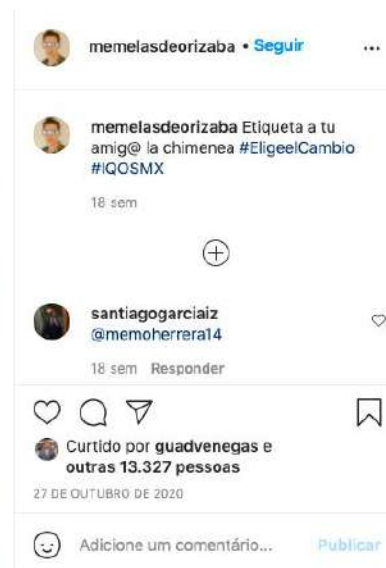 memelasdeorizaba • Seguir ...
memelasdeorizaba Etiqueta a tu
amig@ la chimenea #EligeelCambio
#IQOSMX
18 sem
santiagogarciaiz
@memoherrera14
18 sem Responder
Curtido por guadvenegas e
outras 13.327 pessoas
27 DE OUTUBRO DE 2020
Adicione um comentário... Publicar